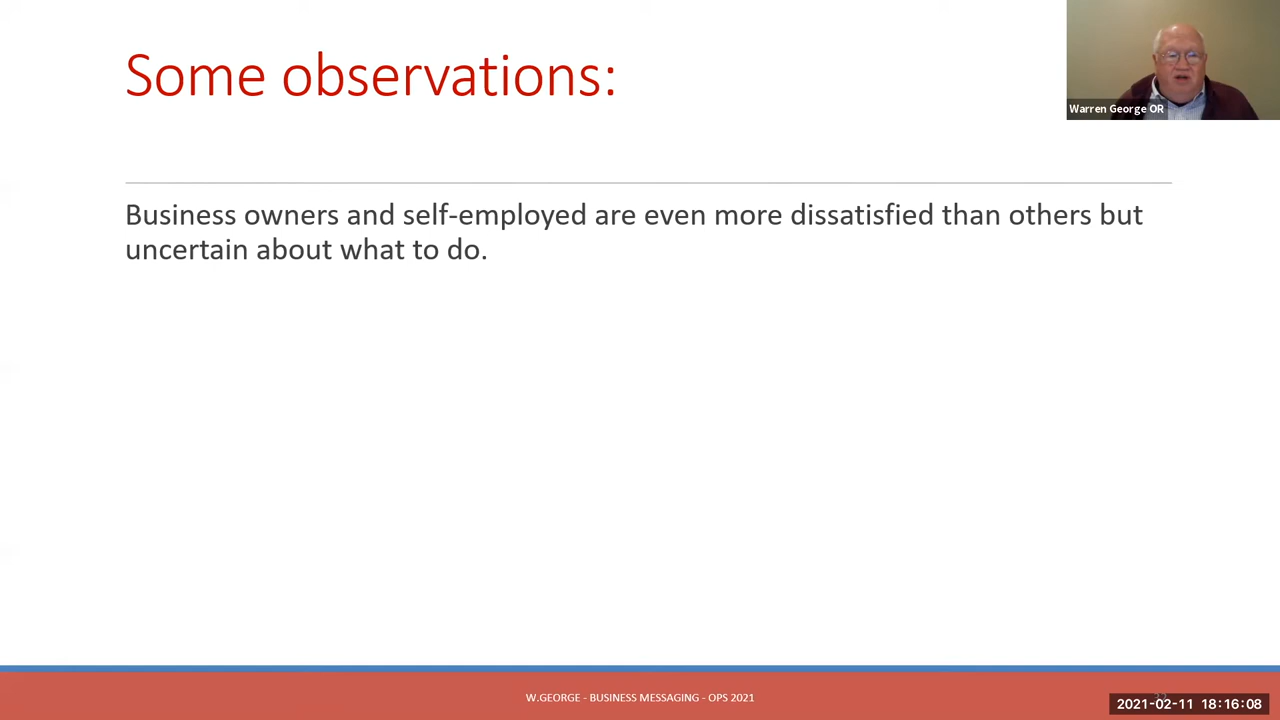 Some observations:
Warren George OR
Business owners and self-employed are even more dissatisfied than others but
uncertain about what to do.
W.GEORGE - BUSINESS MESSAGING - OPS 2021
2021-02-11 18:16:08